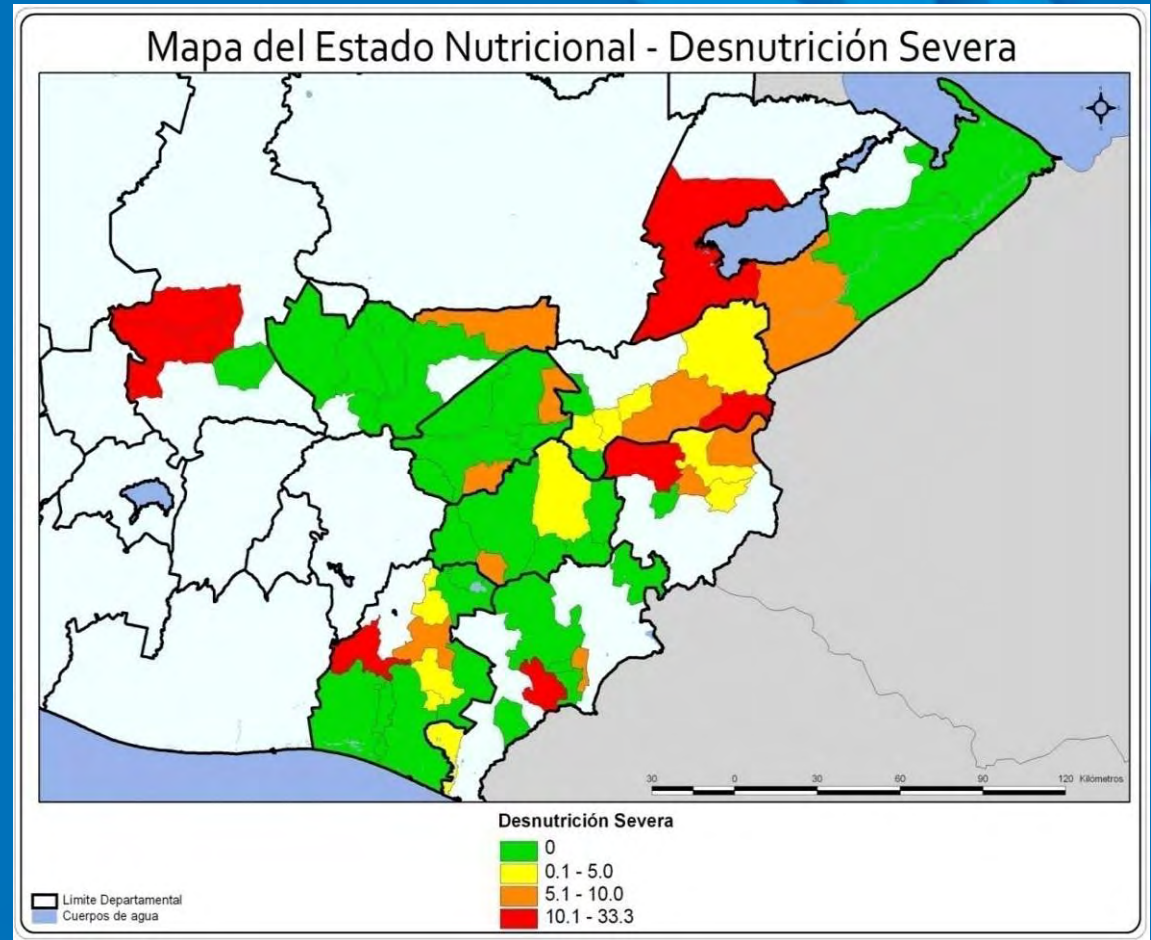 Mapa del Estado Nutricional - Desnutrición Severa
30 0 30 60 90 120 Kilómetros
Desnutrición Severa
0
0.1 - 5.0
5.1 - 10.0
10.1 - 33.3
Límite Departamental
Cuerpos de agua